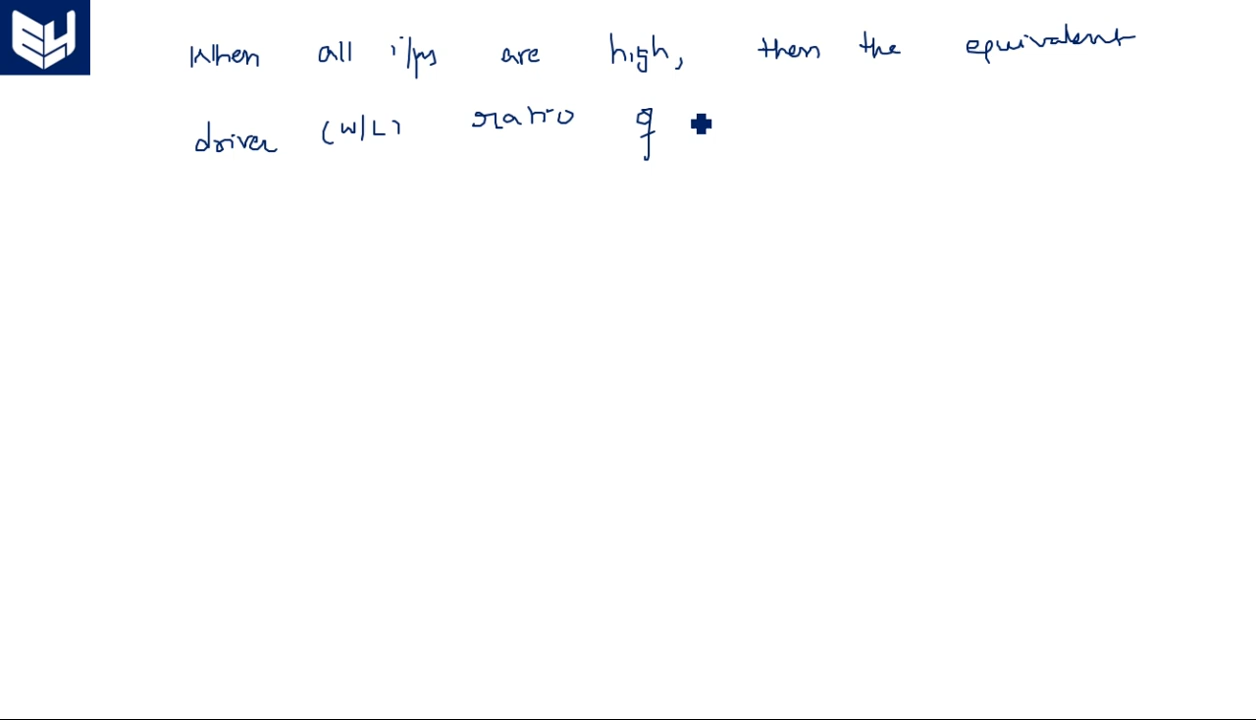 When all i/ps are high, then the equivalent
driver (W/L) ratio of